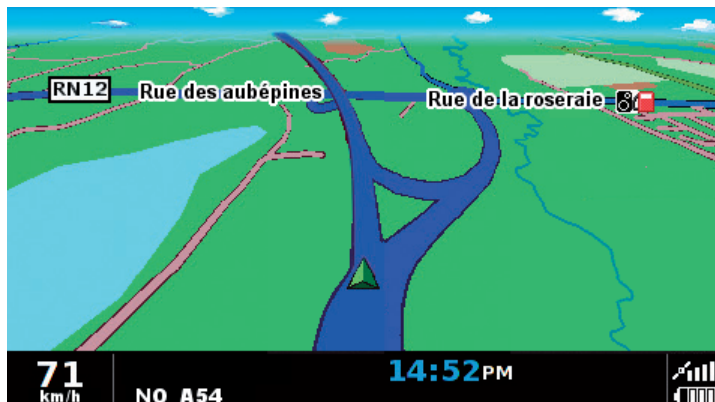 RN12
Rue des aubépines
Rue de la roseraie
71
km/h
14:52PM
NO A54